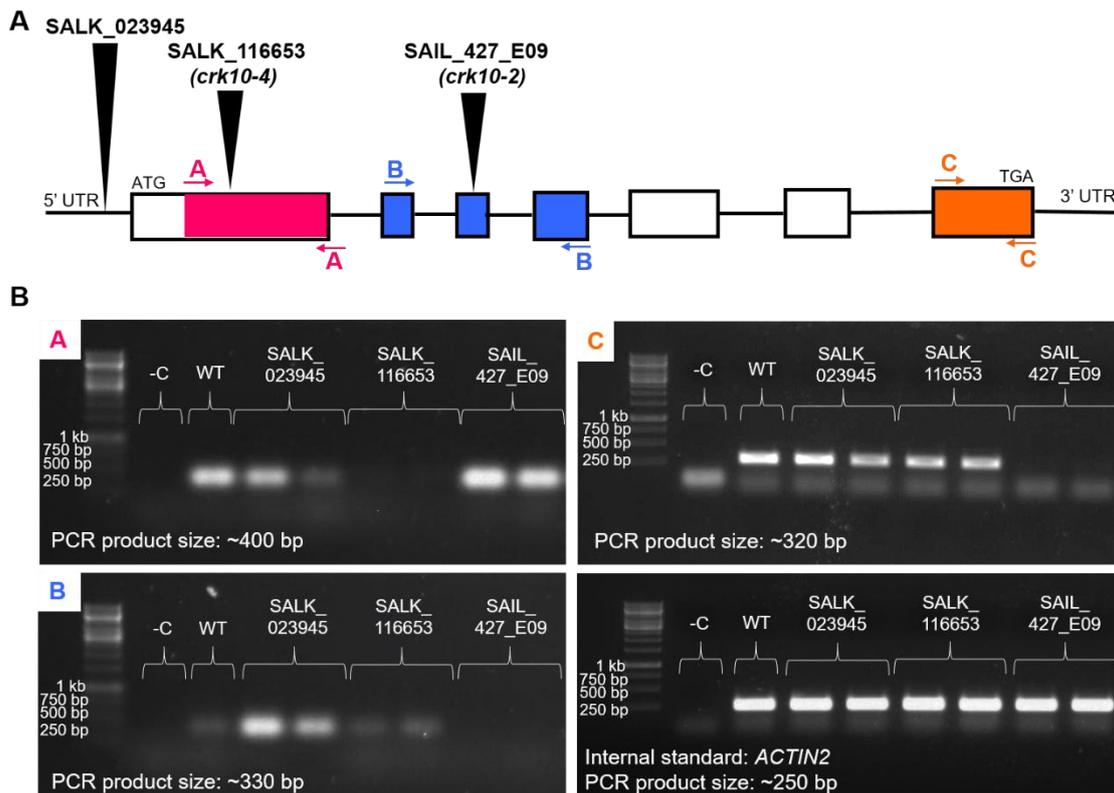 A
SALK_023945
SALK_116653
(crk10-4)
SAIL_427_E09
(crk10-2)
5' UTR
ATG
A
A
B
B
C
C
TGA
3' UTR
B
A
-C
WT
SALK_
023945
SALK_
116653
SAIL_
427_E09
1 kb
750 bp
500 bp
250 bp
PCR product size: ~400 bp
C
-C
WT
SALK_
023945
SALK_
116653
SAIL_
427_E09
1 kb
750 bp
500 bp
250 bp
PCR product size: ~320 bp
B
-C
WT
SALK_
023945
SALK_
116653
SAIL_
427_E09
1 kb
750 bp
500 bp
250 bp
PCR product size: ~330 bp
-C
WT
SALK_
023945
SALK_
116653
SAIL_
427_E09
1 kb
750 bp
500 bp
250 bp
Internal standard: ACTIN2
PCR product size: ~250 bp